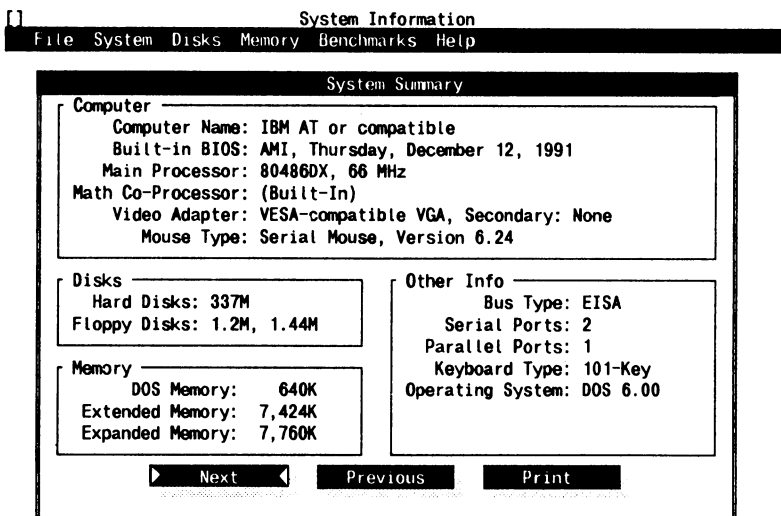 []
System Information
File System Disks Memory Benchmarks Help
System Summary
Computer
Computer Name: IBM AT or compatible
Built-in BIOS: AMI, Thursday, December 12, 1991
Main Processor: 80486DX, 66 MHz
Math Co-Processor: (Built-In)
Video Adapter: VESA-compatible VGA, Secondary: None
Mouse Type: Serial Mouse, Version 6.24
Disks
Hard Disks: 337M
Floppy Disks: 1.2M, 1.44M
Memory
DOS Memory: 640K
Extended Memory: 7,424K
Expanded Memory: 7,760K
Other Info
Bus Type: EISA
Serial Ports: 2
Parallel Ports: 1
Keyboard Type: 101-Key
Operating System: DOS 6.00
Next Previous Print